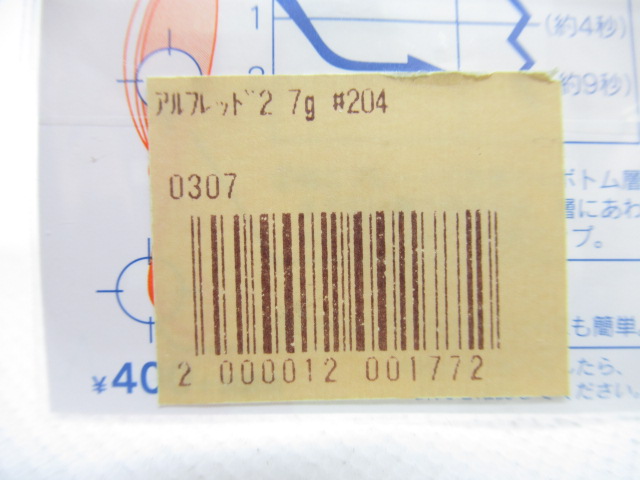 1
(約4秒)
約9秒)
ｱﾙﾌﾚｯﾄﾞ2 7g #204
0307
ボトム層
層にあわ
プ。
も簡単
2 000012 001772
¥40
したら、
ください。